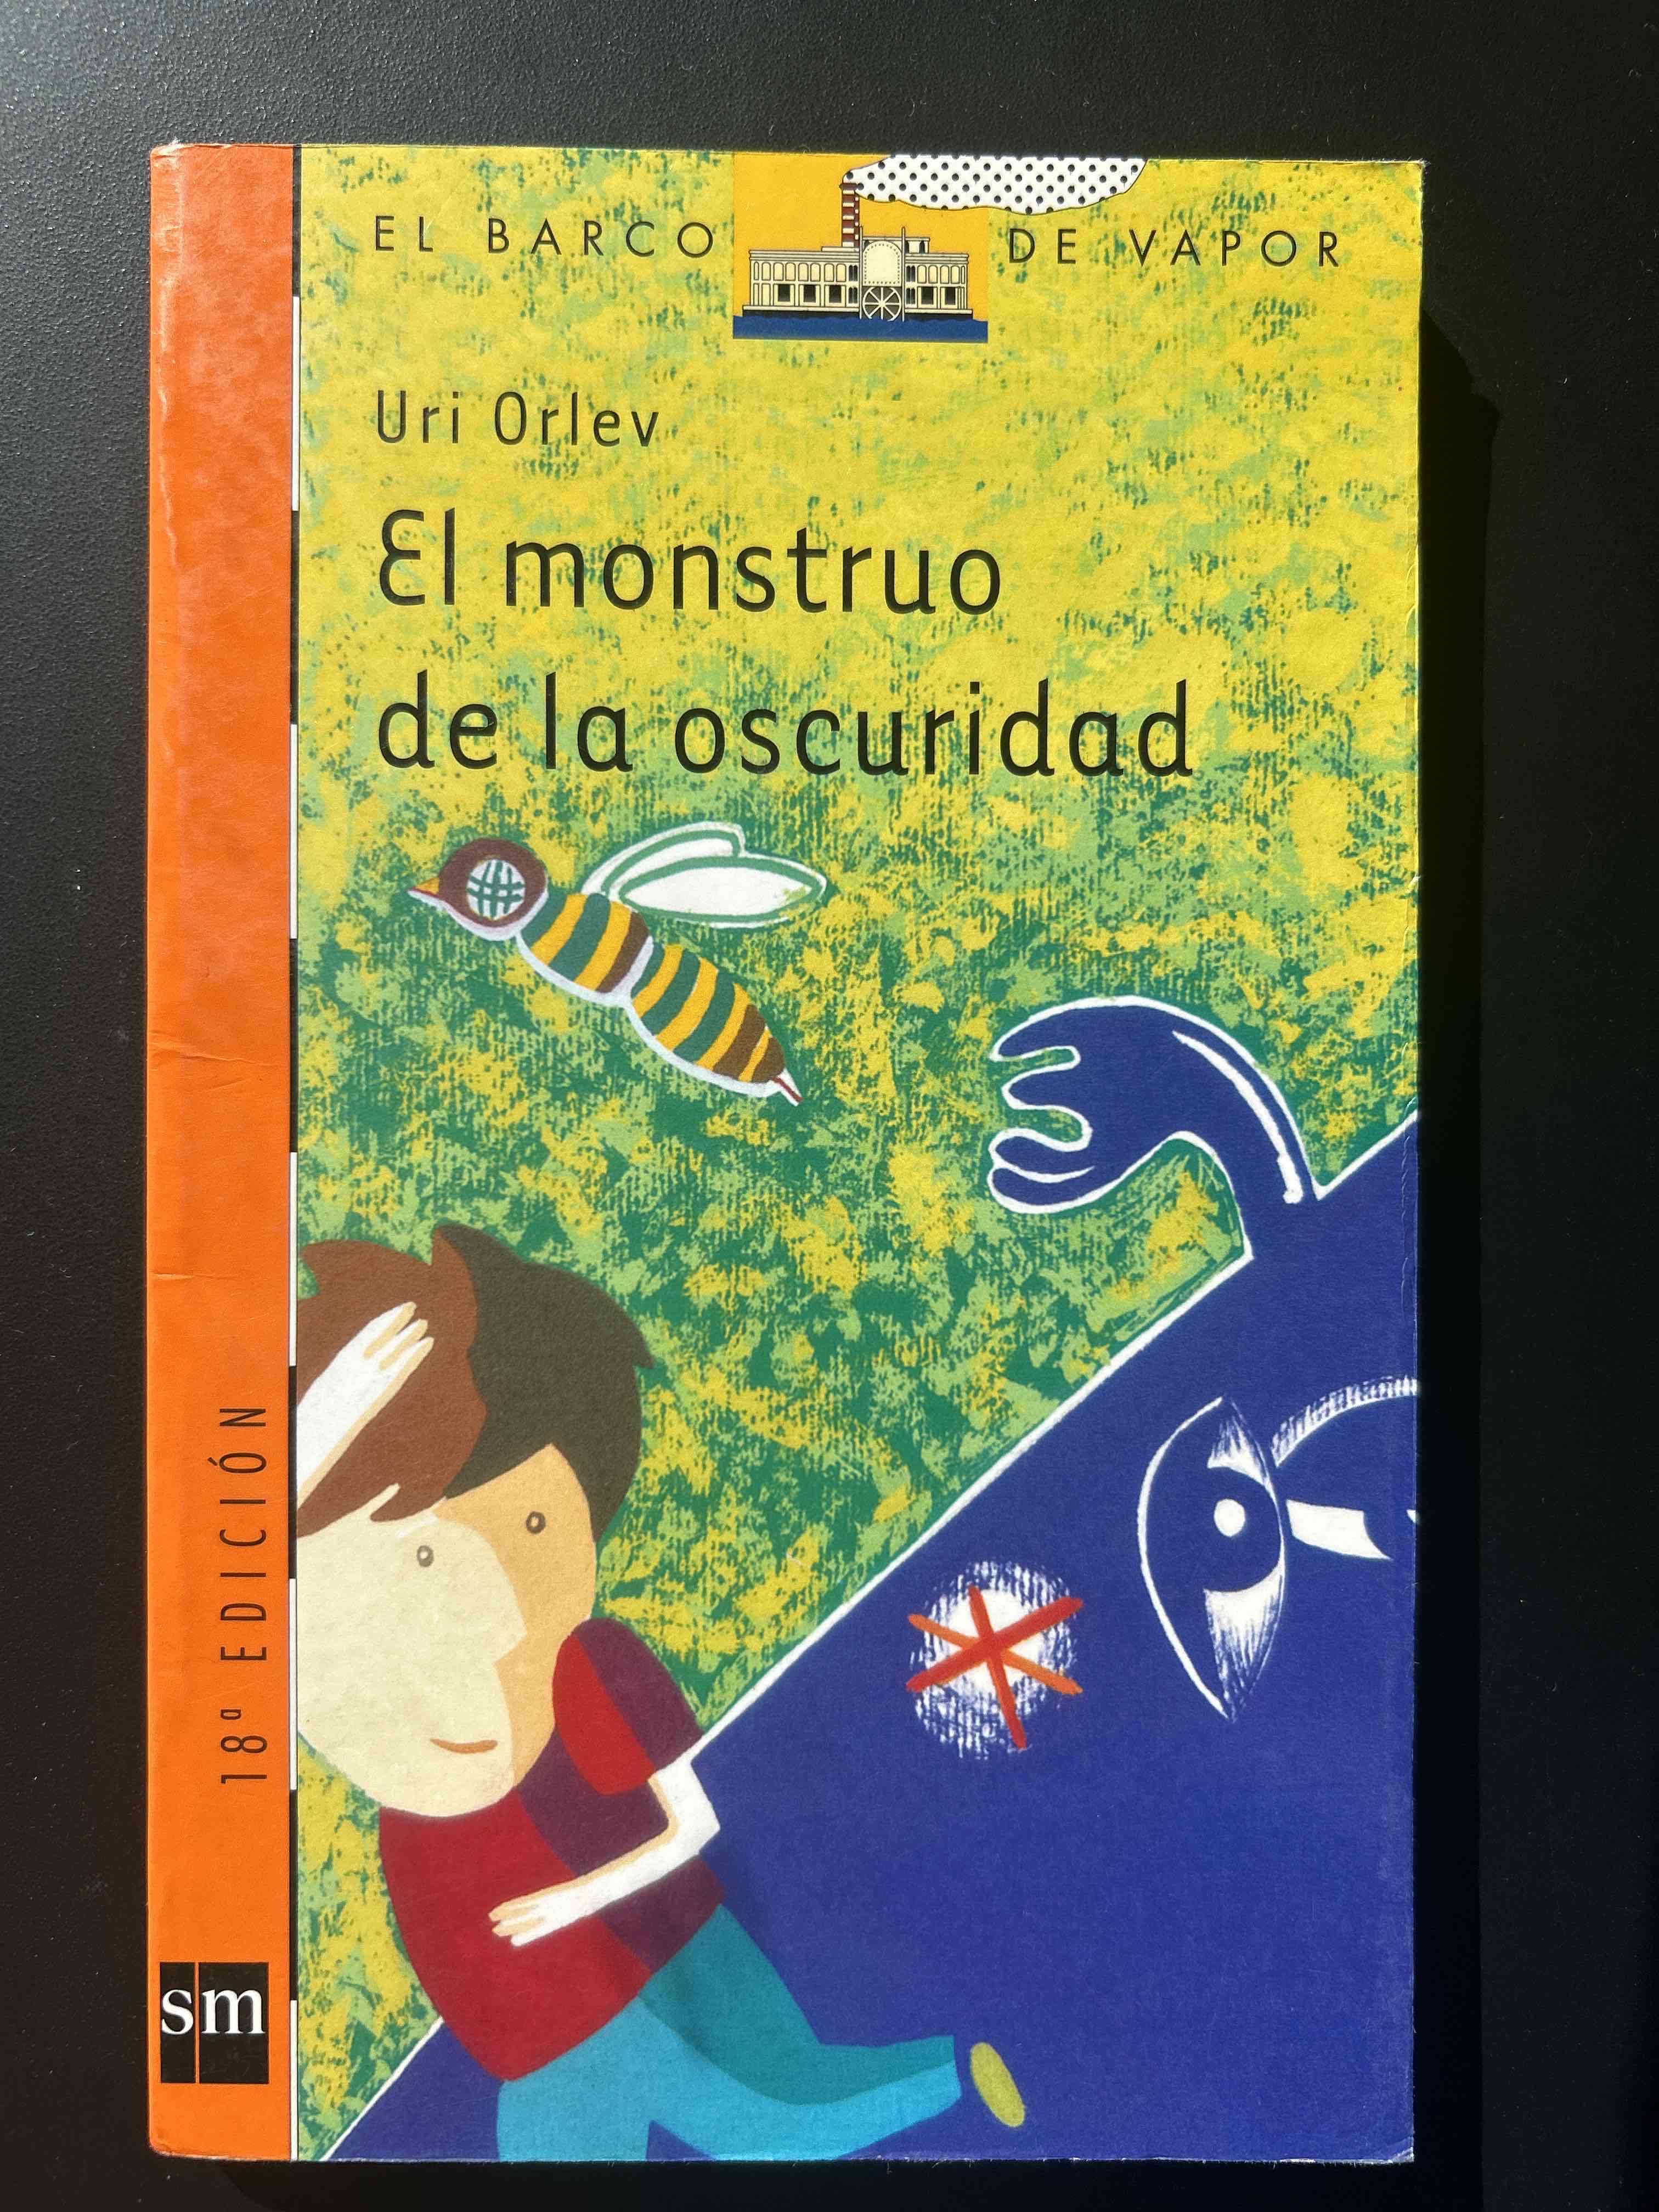 EL BARCO DE VAPOR
Uri Orlev
El monstruo
de la oscuridad
18ª EDICIÓN
sm